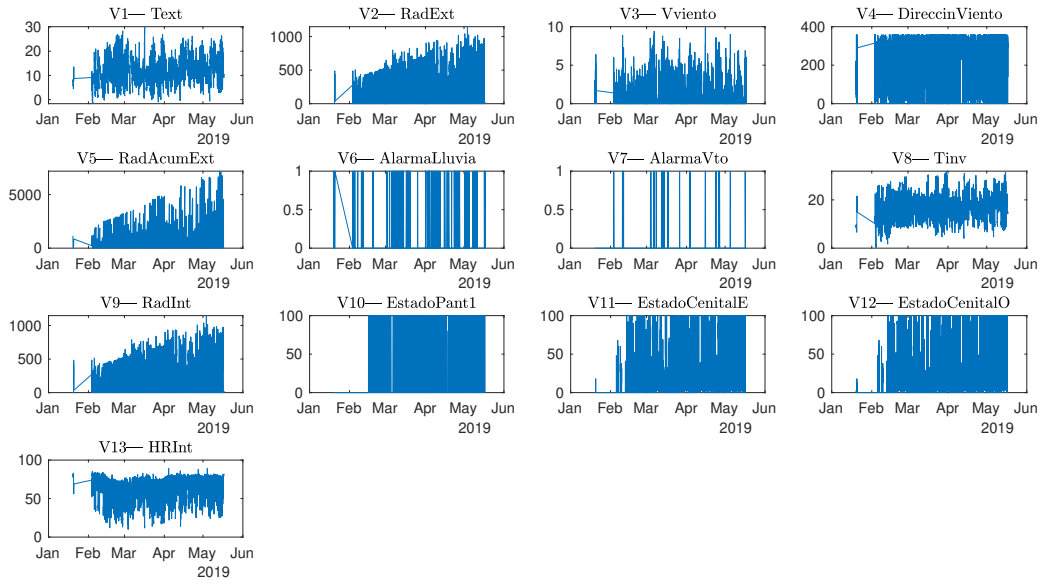 V1— Text V2— RadExt V3— Vviento V4— DireccinViento
30 20 10 0 1000 500 0 10 5 0 400 200 0
Jan Feb Mar Apr May Jun Jan Feb Mar Apr May Jun Jan Feb Mar Apr May Jun Jan Feb Mar Apr May Jun
2019 2019 2019 2019
V5— RadAcumExt V6— AlarmaLluvia V7— AlarmaVto V8— Tinv
5000 0 1 0.5 0 1 0.5 0 20 0
Jan Feb Mar Apr May Jun Jan Feb Mar Apr May Jun Jan Feb Mar Apr May Jun Jan Feb Mar Apr May Jun
2019 2019 2019 2019
V9— RadInt V10— EstadoPant1 V11— EstadoCenitalE V12— EstadoCenitalO
1000 500 0 100 50 0 100 50 0 100 50 0
Jan Feb Mar Apr May Jun Jan Feb Mar Apr May Jun Jan Feb Mar Apr May Jun Jan Feb Mar Apr May Jun
2019 2019 2019 2019
V13— HRInt
100 50 0
Jan Feb Mar Apr May Jun
2019